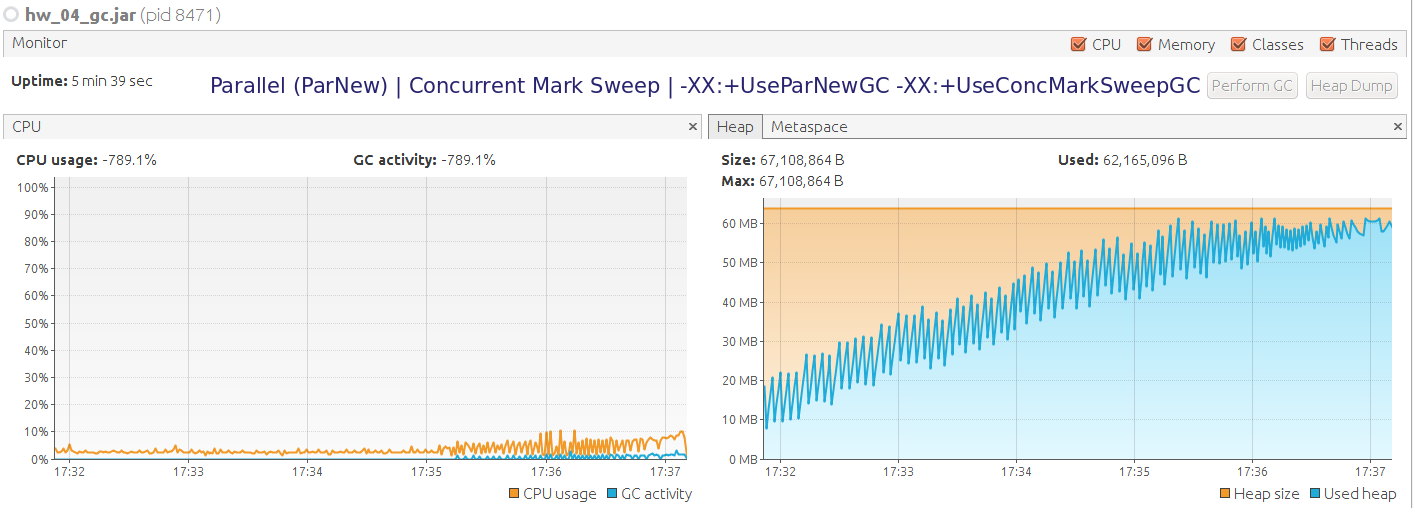 hw_04_gc.jar (pid 8471)
Monitor
CPU Memory Classes Threads
Uptime: 5 min 39 sec
Parallel (ParNew) | Concurrent Mark Sweep | -XX:+UseParNewGC -XX:+UseConcMarkSweepGC
Perform GC Heap Dump
CPU
CPU usage: -789.1% GC activity: -789.1%
100%
90%
80%
70%
60%
50%
40%
30%
20%
10%
0%
17:32 17:33 17:34 17:35 17:36 17:37
CPU usage GC activity
Heap Metaspace
Size: 67,108,864 B Used: 62,165,096 B
Max: 67,108,864 B
60 MB
50 MB
40 MB
30 MB
20 MB
10 MB
0 MB
17:32 17:33 17:34 17:35 17:36 17:37
Heap size Used heap